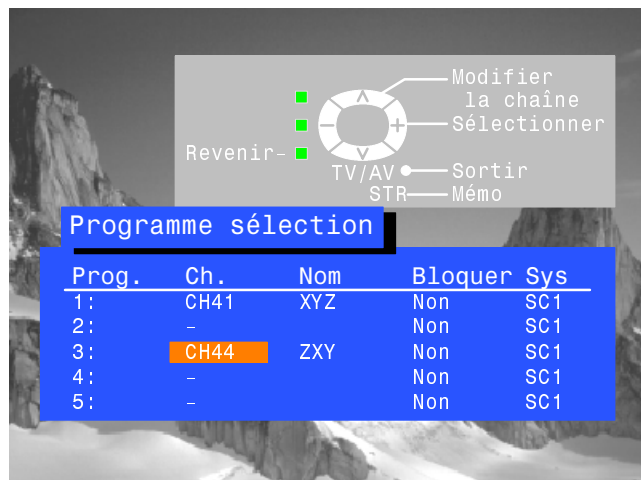 Modifier
la chaîne
Sélectionner
Revenir
TV/AV
Sortir
STR
Mémo
Programme sélection
Prog. Ch. Nom Bloquer Sys
1: CH41 XYZ Non SC1
2: – Non SC1
3: CH44 ZXY Non SC1
4: – Non SC1
5: – Non SC1